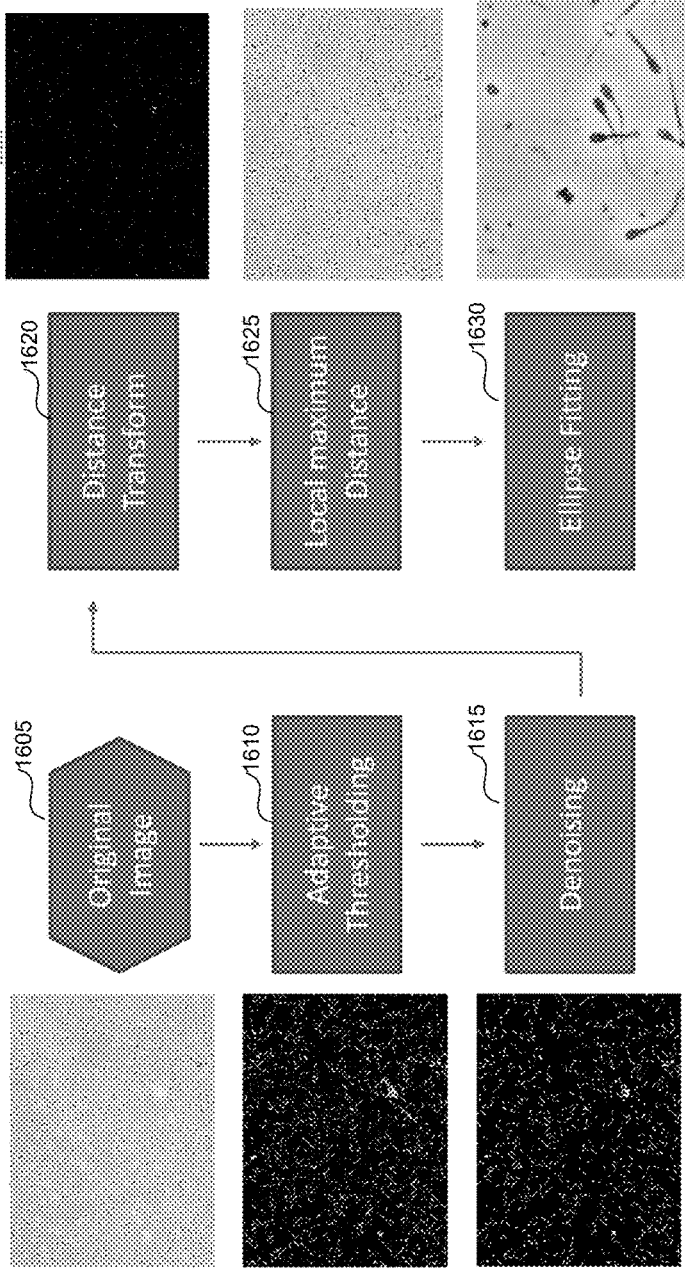 1605
Original
Image
1610
Adaptive
Thresholding
1615
Denoising
1620
Distance
Transform
1625
Local maximum
Distance
1630
Ellipse Fitting